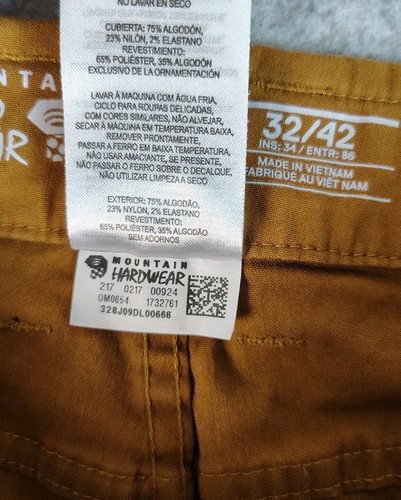 NO LAVAR EN SECO
CUBIERTA: 75% ALGODÓN,
23% NILÓN, 2% ELASTANO
REVESTIMIENTO:
65% POLIÉSTER, 35% ALGODÓN
EXCLUSIVO DE LA ORNAMENTACIÓN
LAVAR À MAQUINA COM ÁGUA FRIA,
CICLO PARA ROUPAS DELICADAS,
COM CORES SIMILARES, NÃO ALVEJAR,
SECAR À MÁQUINA EM TEMPERATURA BAIXA,
REMOVER PRONTAMENTE,
PASSAR A FERRO EM BAIXA TEMPERATURA,
NÃO USAR AMACIANTE, SE PRESENTE,
NÃO PASSAR O FERRO SOBRE O DECALQUE,
NÃO UTILIZAR LIMPEZA A SECO
EXTERIOR: 75% ALGODÃO,
23% NYLON, 2% ELASTANO
REVESTIMENTO:
65% POLIÉSTER, 35% ALGODÃO
SEM ADORNOS
MOUNTAIN
HARDWEAR
217 0217 00924
OM0654 1732761
328J09DL00668
32/42
INS: 34 / ENTR: 86
MADE IN VIETNAM
FABRIQUÉ AU VIÊT NAM